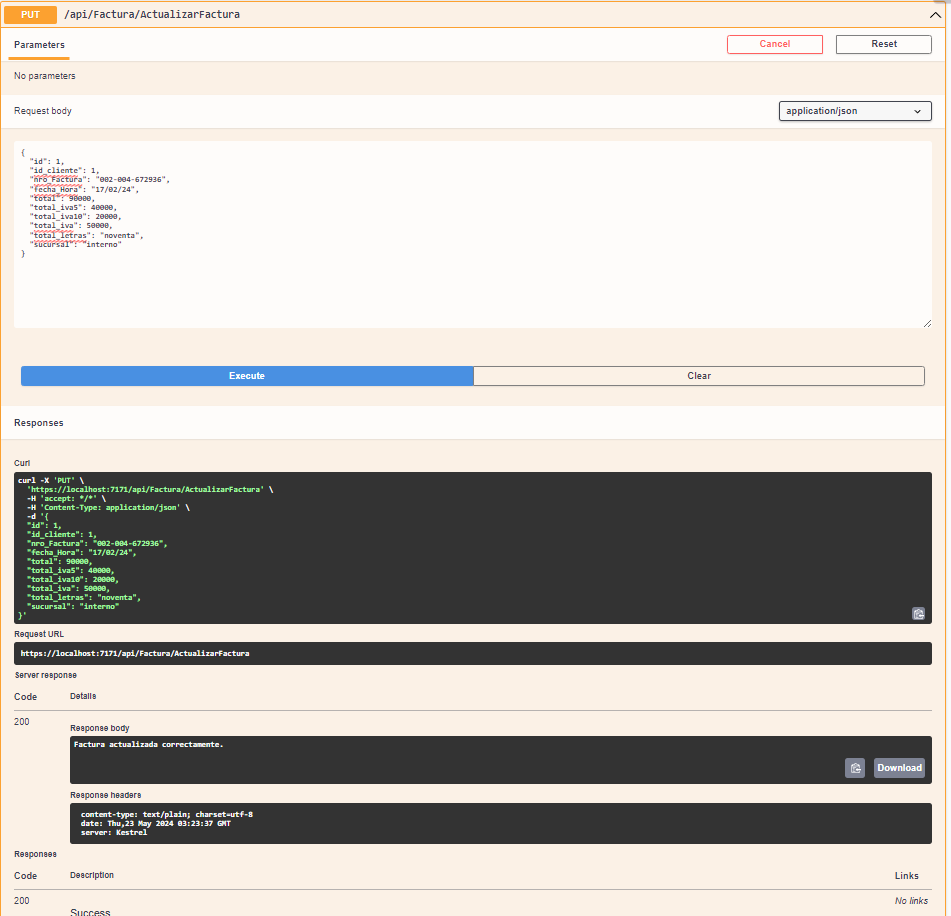 PUT /api/Factura/ActualizarFactura
Parameters
Cancel
Reset
No parameters
Request body
application/json
{
"id": 1,
"id_cliente": 1,
"nro_Factura": "002-004-672936",
"fecha_Hora": "17/02/24",
"total": 90000,
"total_iva5": 40000,
"total_iva10": 20000,
"total_iva": 50000,
"total_letras": "noventa",
"sucursal": "interno"
}
Execute
Clear
Responses
Curl
curl -X 'PUT' \
'https://localhost:7171/api/Factura/ActualizarFactura' \
-H 'accept: */*' \
-H 'Content-Type: application/json' \
-d '{
"id": 1,
"id_cliente": 1,
"nro_Factura": "002-004-672936",
"fecha_Hora": "17/02/24",
"total": 90000,
"total_iva5": 40000,
"total_iva10": 20000,
"total_iva": 50000,
"total_letras": "noventa",
"sucursal": "interno"
}'
Request URL
https://localhost:7171/api/Factura/ActualizarFactura
Server response
Code Details
200
Response body
Factura actualizada correctamente.
Download
Response headers
content-type: text/plain; charset=utf-8
date: Thu,23 May 2024 03:23:37 GMT
server: Kestrel
Responses
Code Description Links
200 No links
Success